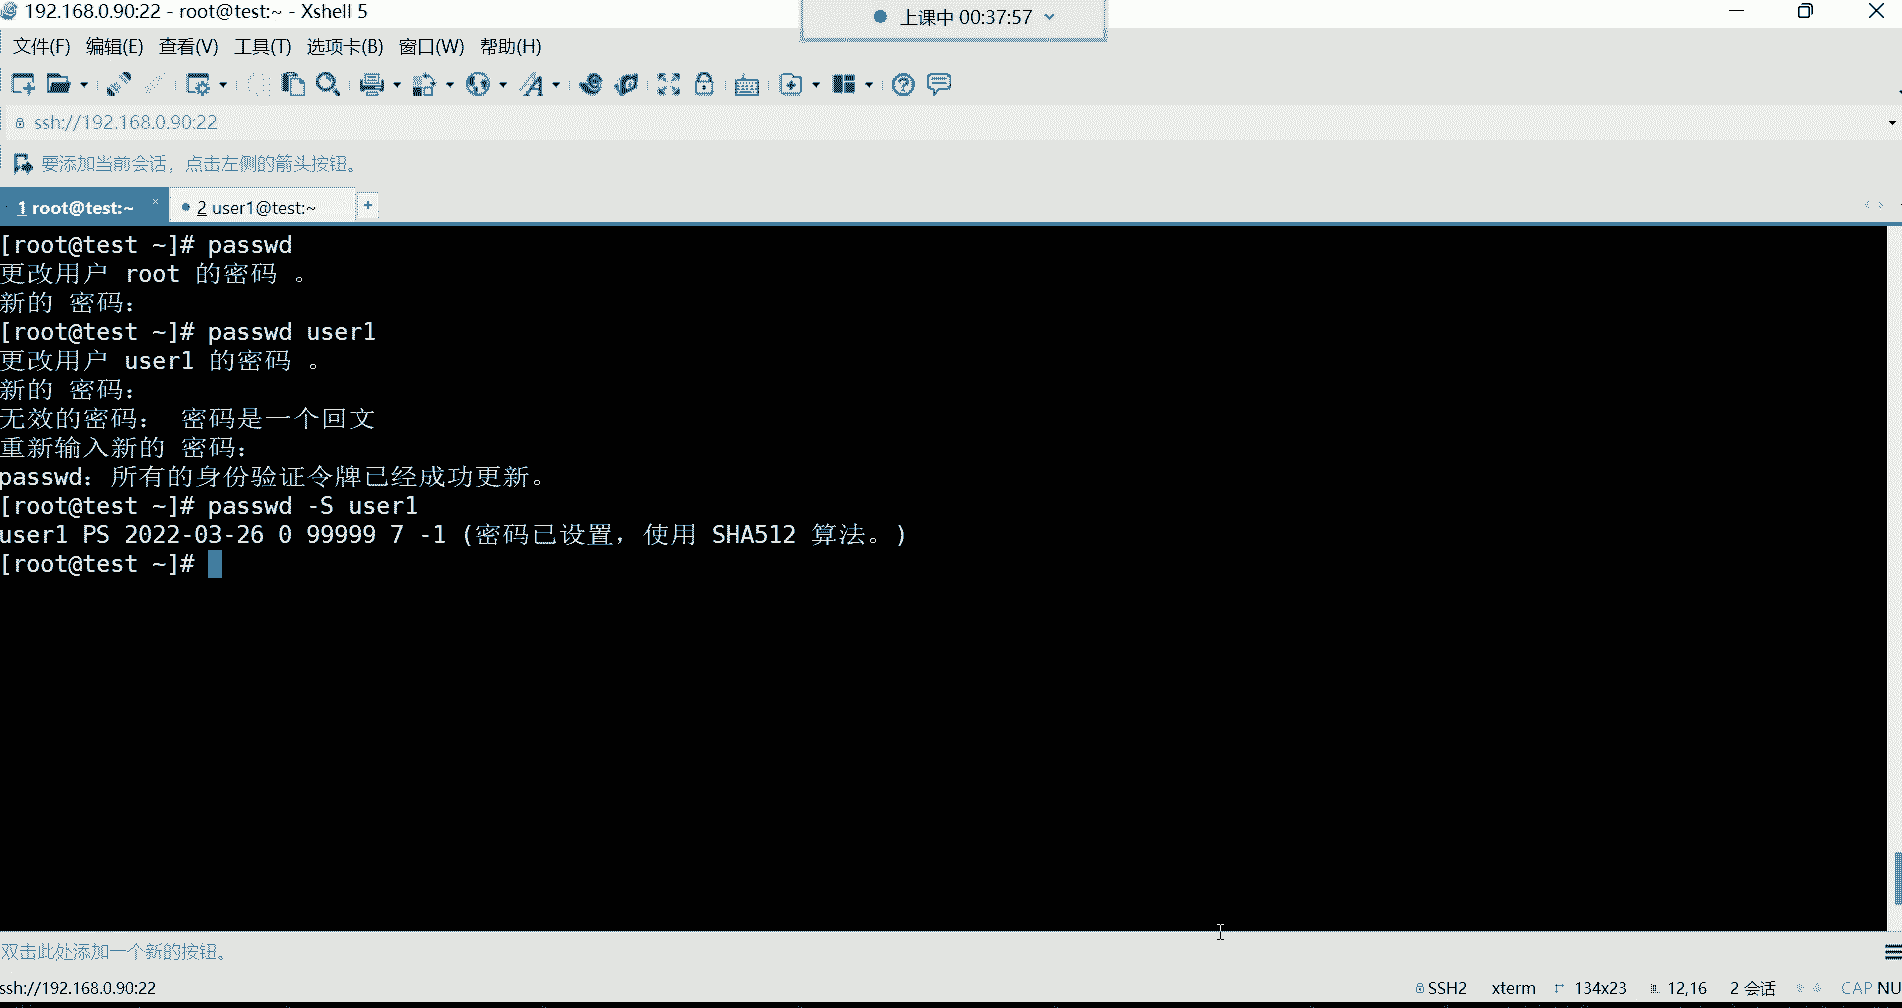 192.168.0.90:22 - root@test:~ - Xshell 5
上课中 00:37:57
文件(F) 编辑(E) 查看(V) 工具(T) 选项卡(B) 窗口(W) 帮助(H)
ssh://192.168.0.90:22
要添加当前会话，点击左侧的箭头按钮。
1 root@test:~ × 2 user1@test:~ +
[root@test ~]# passwd
更改用户 root 的密码 。
新的 密码：
[root@test ~]# passwd user1
更改用户 user1 的密码 。
新的 密码：
无效的密码： 密码是一个回文
重新输入新的 密码：
passwd：所有的身份验证令牌已经成功更新。
[root@test ~]# passwd -S user1
user1 PS 2022-03-26 0 99999 7 -1 (密码已设置，使用 SHA512 算法。)
[root@test ~]#
双击此处添加一个新的按钮。
ssh://192.168.0.90:22 SSH2 xterm 134x23 12,16 2 会话 CAP NU